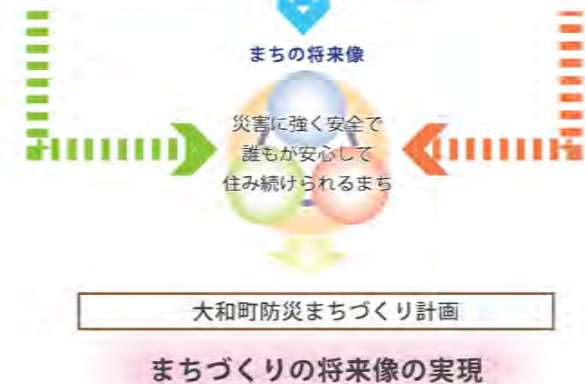 まちの将来像
災害に強く安全で
誰もが安心して
住み続けられるまち
大和町防災まちづくり計画
まちづくりの将来像の実現